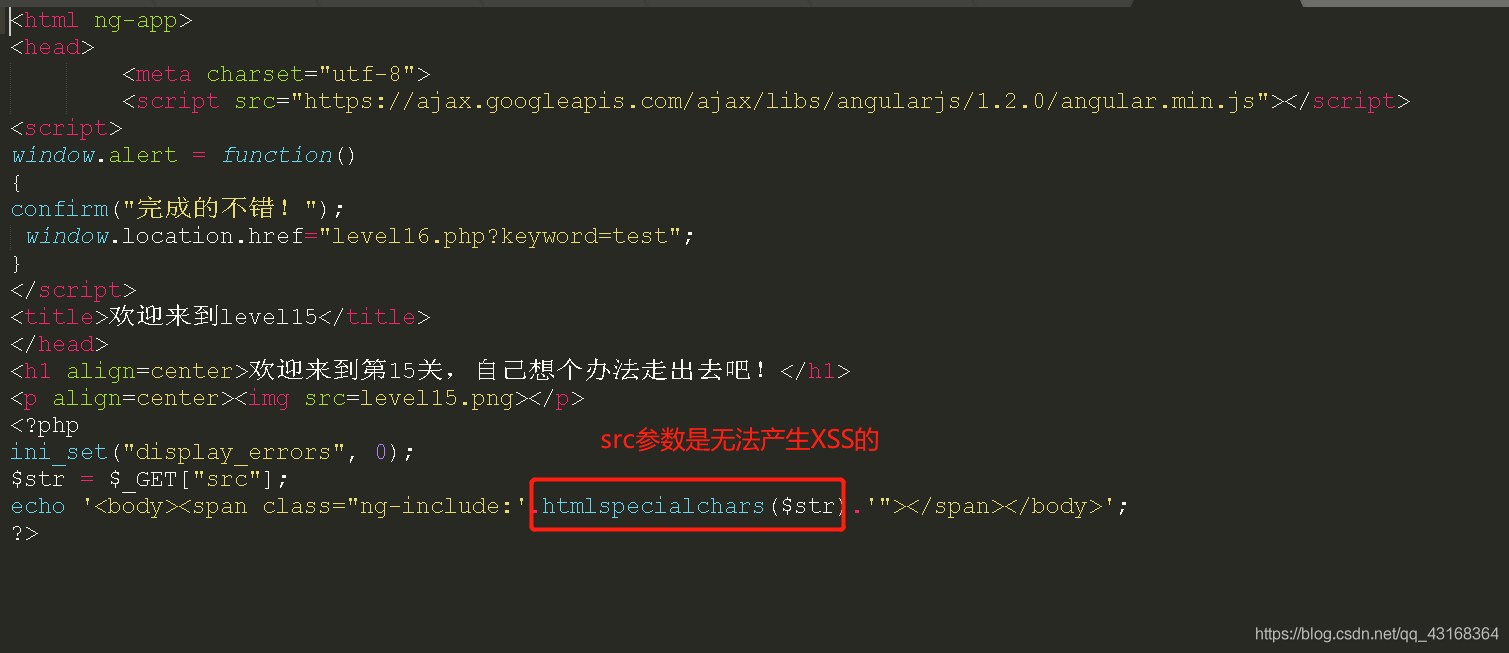 <html ng-app>
<head>
        <meta charset="utf-8">
        <script src="https://ajax.googleapis.com/ajax/libs/angularjs/1.2.0/angular.min.js"></script>
<script>
window.alert = function()
{
confirm("完成的不错！");
 window.location.href="level16.php?keyword=test";
}
</script>
<title>欢迎来到level15</title>
</head>
<h1 align=center>欢迎来到第15关，自己想个办法走出去吧！</h1>
<p align=center><img src=level15.png></p>
<?php
ini_set("display_errors", 0);
src参数是无法产生XSS的
$str = $_GET["src"];
echo '<body><span class="ng-include:'.htmlspecialchars($str).'"></span></body>';
?>
https://blog.csdn.net/qq_43168364